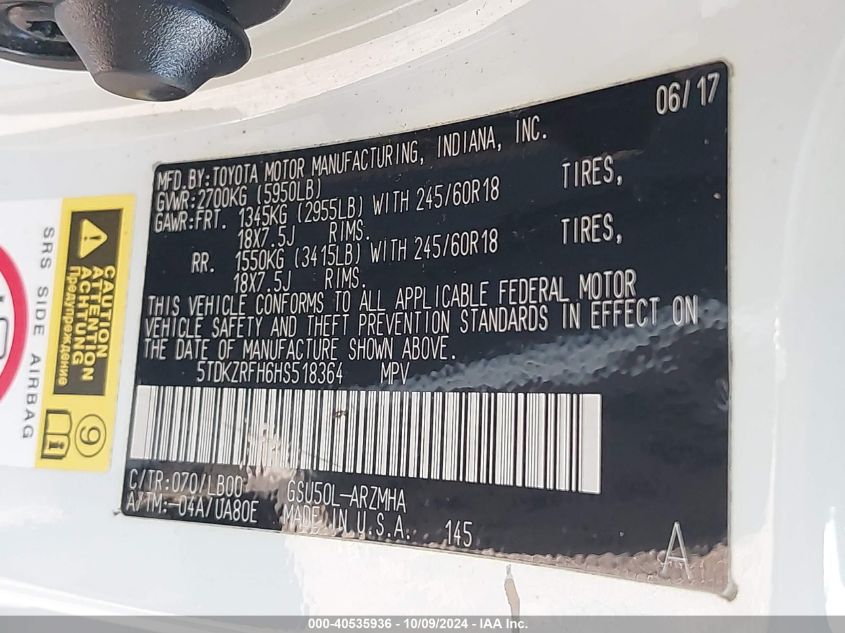 06/17
MFD.BY:TOYOTA MOTOR MANUFACTURING, INDIANA, INC.
GVWR:2700KG (5950LB)
GAWR:FRT. 1345KG (2955LB) WITH 245/60R18 TIRES,
18X7.5J RIMS.
RR. 1550KG (3415LB) WITH 245/60R18 TIRES,
18X7.5J RIMS.
THIS VEHICLE CONFORMS TO ALL APPLICABLE FEDERAL MOTOR
VEHICLE SAFETY AND THEFT PREVENTION STANDARDS IN EFFECT ON
THE DATE OF MANUFACTURE SHOWN ABOVE.
5TDKZRFH6HS518364 MPV
C/TR:070/LB00 GSU50L-ARZMHA
A/TM:-04A/UA80E MADE IN U.S.A. 145
A
CAUTION
ATTENTION
ACHTUNG
Предупреждение
9
SRS SIDE AIRBAG
000-40535936 - 10/09/2024 - IAA Inc.